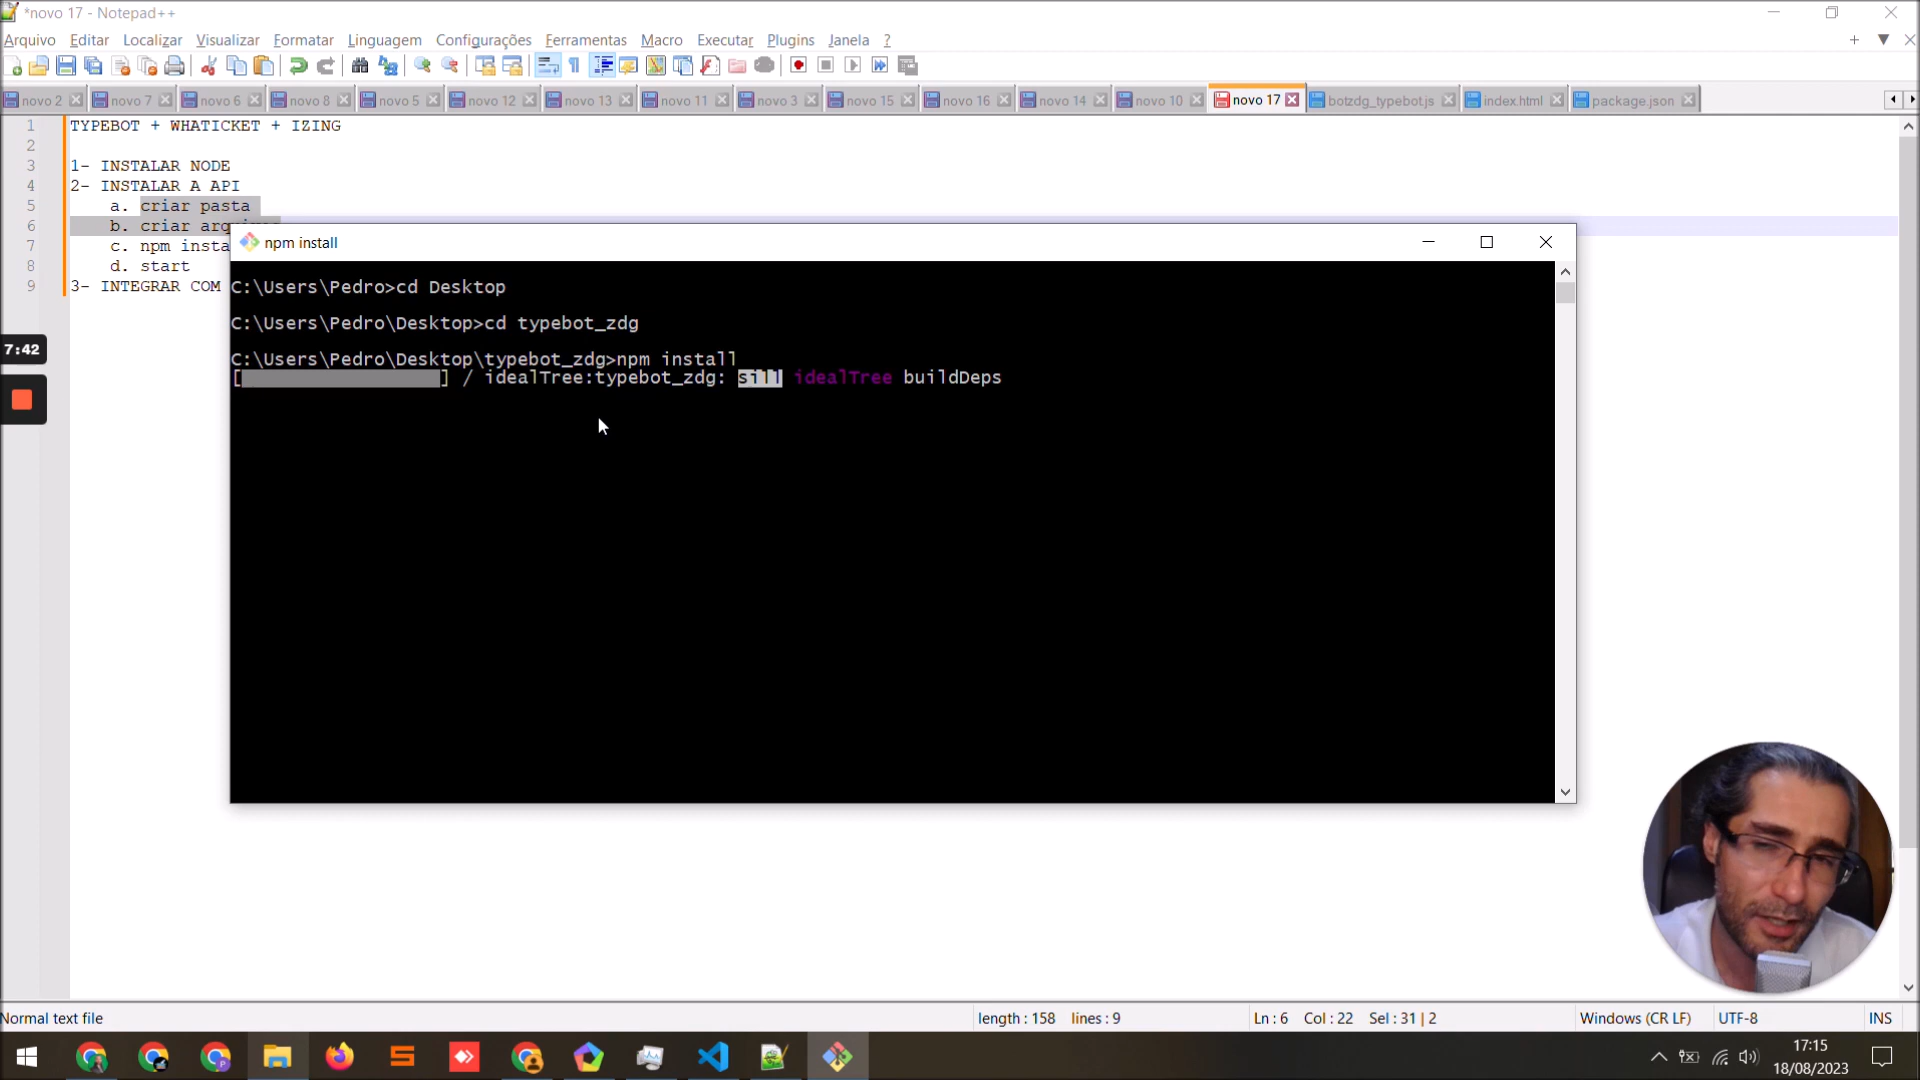 *novo 17 - Notepad++
Arquivo Editar Localizar Visualizar Formatar Linguagem Configurações Ferramentas Macro Executar Plugins Janela ?
novo 2 novo 7 novo 6 novo 8 novo 5 novo 12 novo 13 novo 11 novo 3 novo 15 novo 16 novo 14 novo 10 novo 17 botzdg_typebot.js index.html package.json
1 TYPEBOT + WHATICKET + IZING
2
3 1- INSTALAR NODE
4 2- INSTALAR A API
5 a. criar pasta
6 b. criar
7 c. npm
8 d. start
9 3- INTEGRAR COM
npm install
C:\Users\Pedro>cd Desktop
C:\Users\Pedro\Desktop>cd typebot_zdg
C:\Users\Pedro\Desktop\typebot_zdg>npm install
[ ] / idealTree:typebot_zdg: sill idealTree buildDeps
7:42
Normal text file length : 158 lines : 9 Ln : 6 Col : 22 Sel : 31 | 2 Windows (CR LF) UTF-8 INS
17:15
18/08/2023